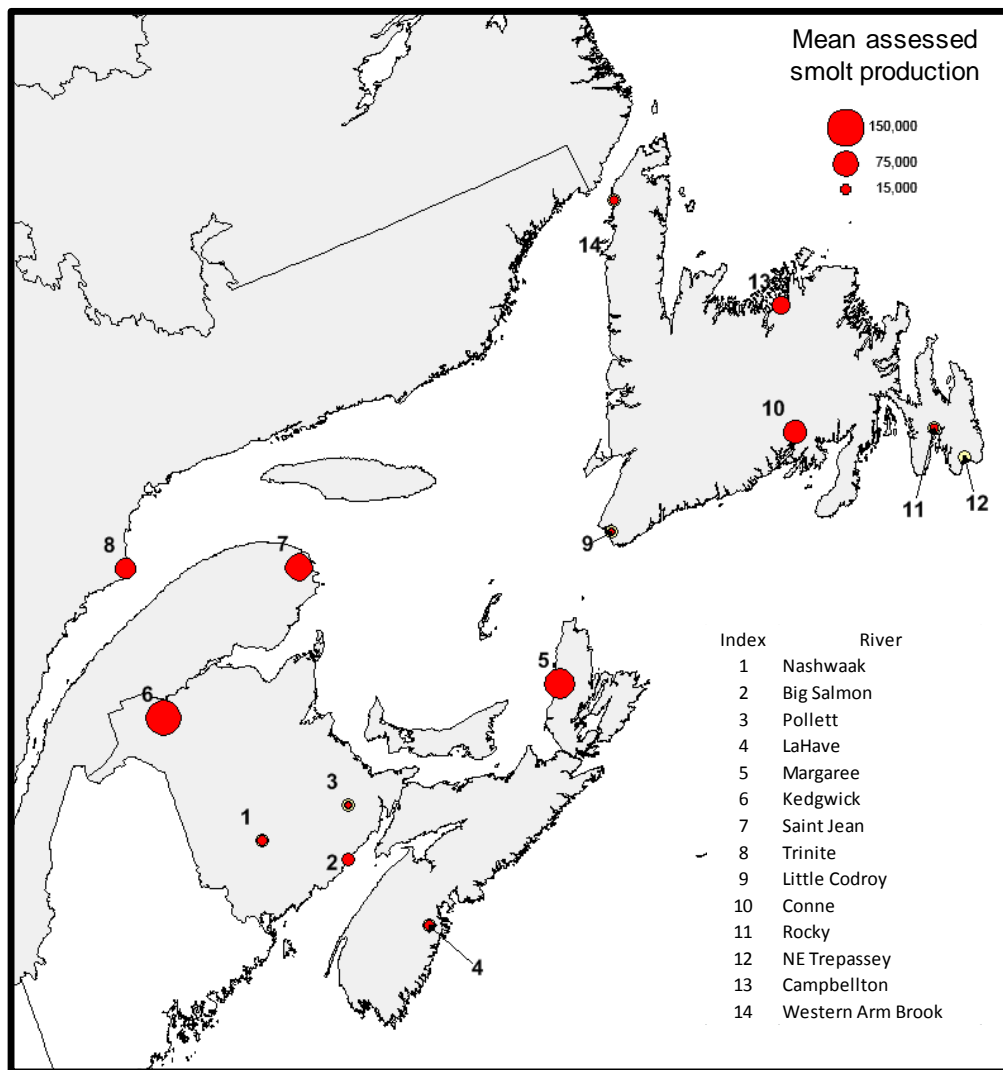 Mean assessed
smolt production
150,000
75,000
15,000
14
13
10
11
12
9
8
7
5
6
3
1
2
4
Index River
1 Nashwaak
2 Big Salmon
3 Pollett
4 LaHave
5 Margaree
6 Kedgwick
7 Saint Jean
8 Trinite
9 Little Codroy
10 Conne
11 Rocky
12 NE Trepassey
13 Campbellton
14 Western Arm Brook